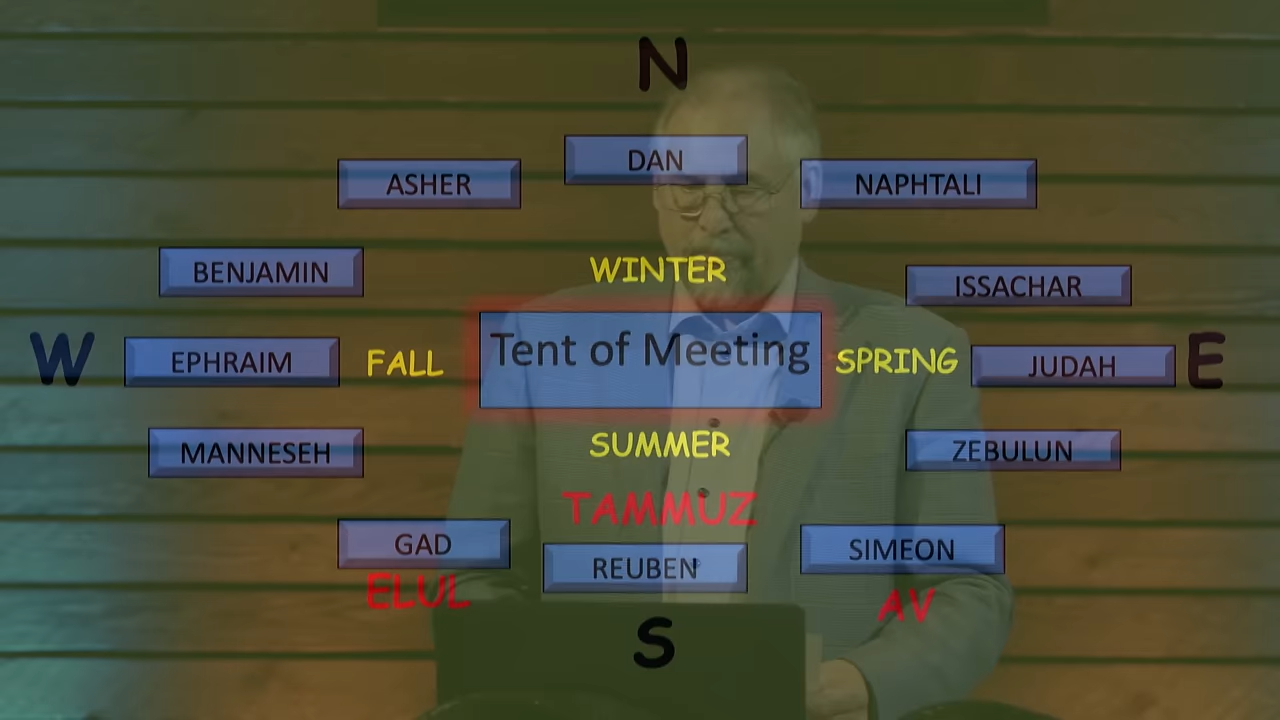 N
DAN
ASHER
NAPHTALI
WINTER
BENJAMIN
ISSACHAR
Tent of Meeting
W
EPHRAIM
FALL
SPRING
JUDAH
E
SUMMER
MANNESEH
ZEBULUN
TAMMUZ
GAD
REUBEN
SIMEON
ELUL
AV
S